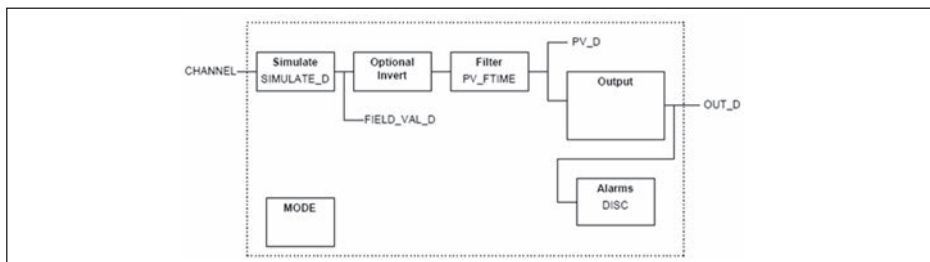 CHANNEL
Simulate
SIMULATE_D
Optional
Invert
Filter
PV_FTIME
PV_D
Output
OUT_D
FIELD_VAL_D
Alarms
DISC
MODE